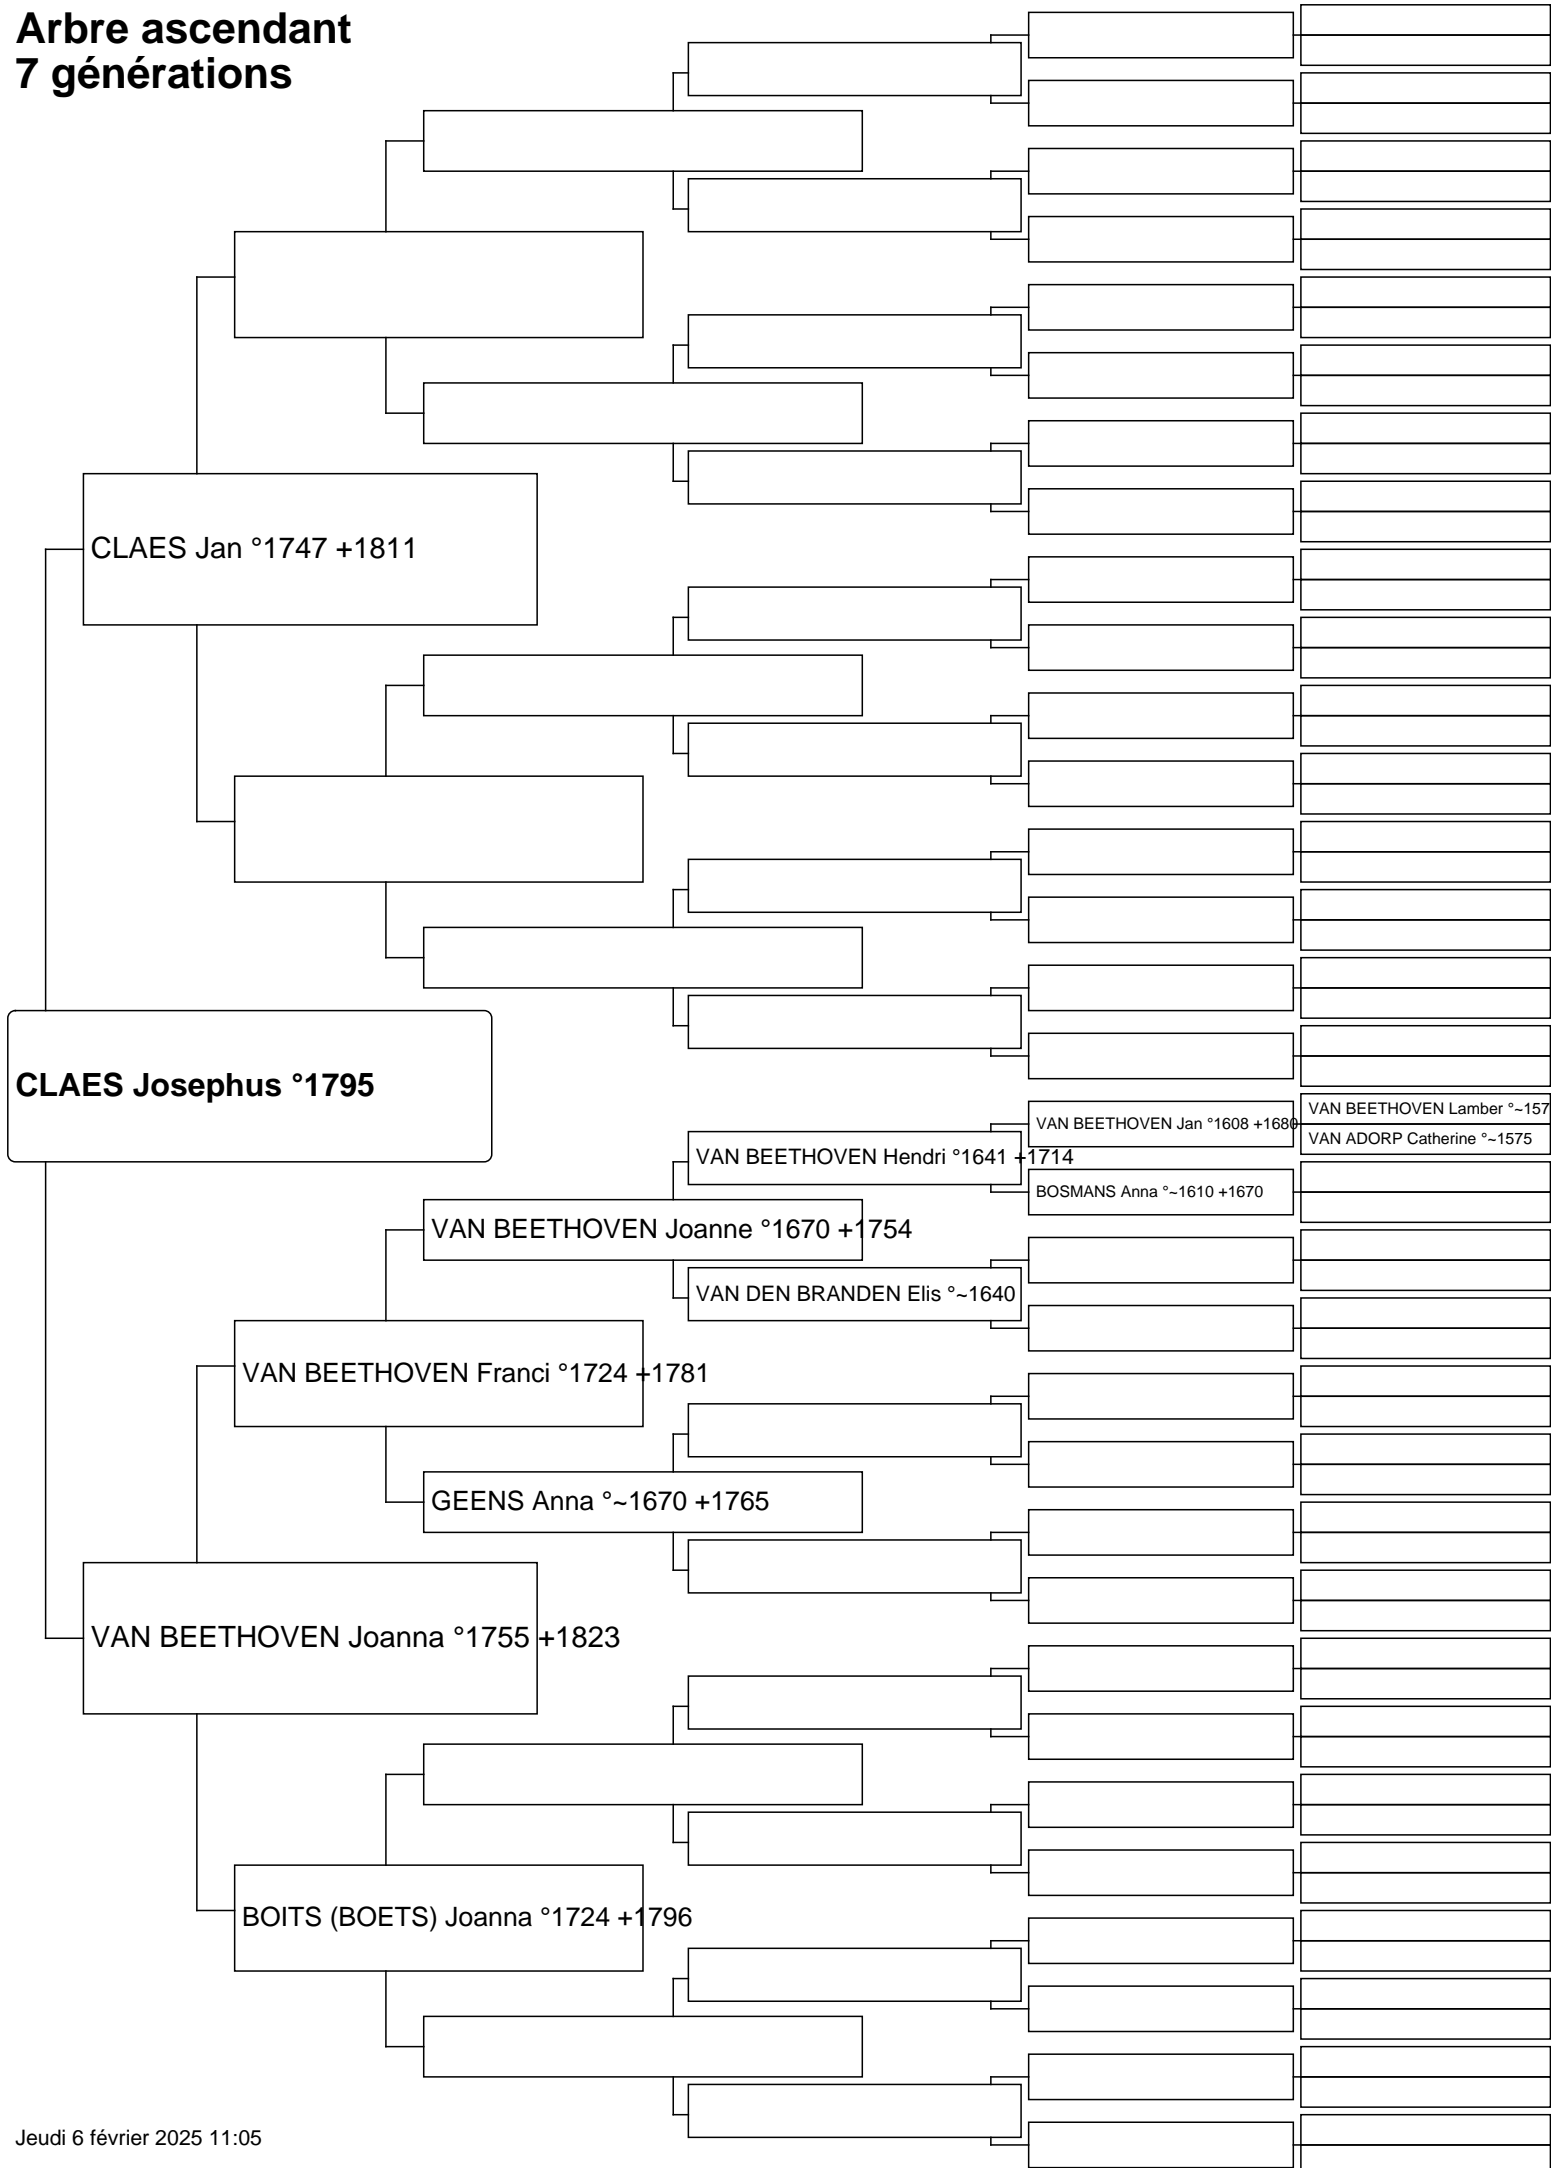 Arbre ascendant
7 générations
CLAES Jan °1747 +1811
CLAES Josephus °1795
VAN BEETHOVEN Lamber °~157
VAN BEETHOVEN Jan °1608 +1680
VAN ADORP Catherine °~1575
VAN BEETHOVEN Hendri °1641 +1714
BOSMANS Anna °~1610 +1670
VAN BEETHOVEN Joanne °1670 +1754
VAN DEN BRANDEN Elis °~1640
VAN BEETHOVEN Franci °1724 +1781
GEENS Anna °~1670 +1765
VAN BEETHOVEN Joanna °1755 +1823
BOITS (BOETS) Joanna °1724 +1796
Jeudi 6 février 2025 11:05